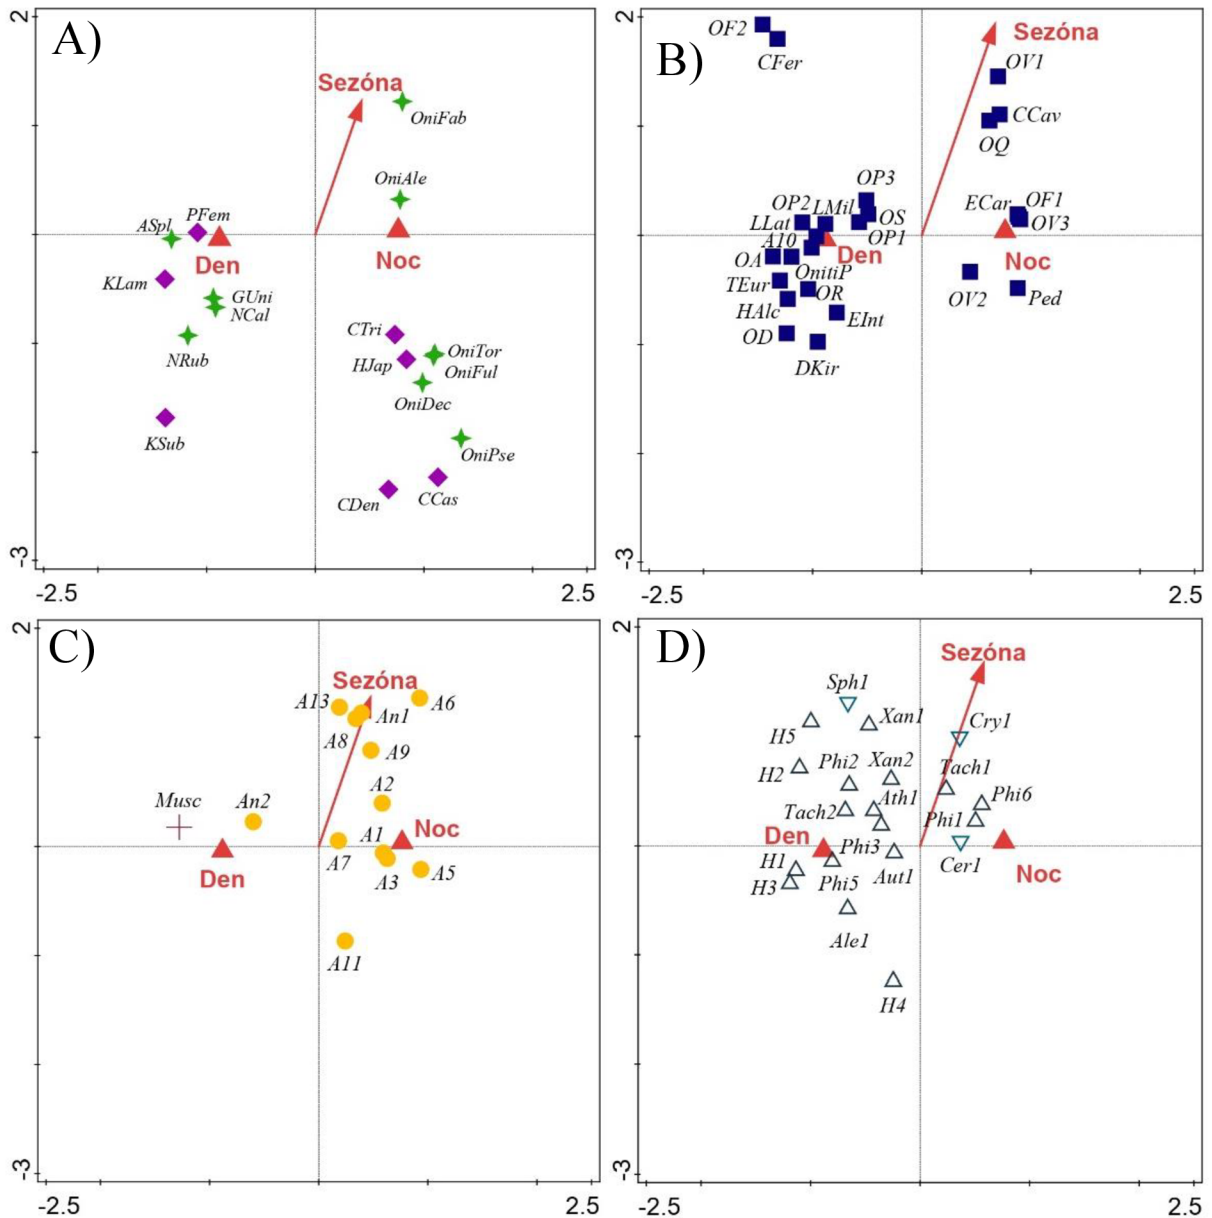 A)
2
Sezóna
OniFab
OniAle
ASpl
PFem
Den
Noc
KLam
GUni
NCal
NRub
CTri
HJap
OniTor
OniFul
OniDec
KSub
OniPse
CDen
CCas
-3
-2.5
2.5
B)
2
OF2
CFer
Sezóna
OV1
CCav
OQ
OP3
OP2
LMil
OS
LLat
OP1
A10
Den
ECar
OF1
OV3
Noc
OA
OnitiP
TEur
OR
HAlc
EInt
OV2
Ped
OD
DKir
-3
-2.5
2.5
C)
2
Sezóna
A13
A6
An1
A8
A9
A2
Musc
An2
A1
Noc
A7
Den
A3
A5
A11
-3
-2.5
2.5
D)
2
Sezóna
Sph1
Xan1
Cry1
H5
Phi2
Xan2
Tach1
H2
Phi6
Tach2
Ath1
Phi1
Den
Phi3
H1
Cer1
H3
Phi5
Aut1
Noc
Ale1
H4
-3
-2.5
2.5